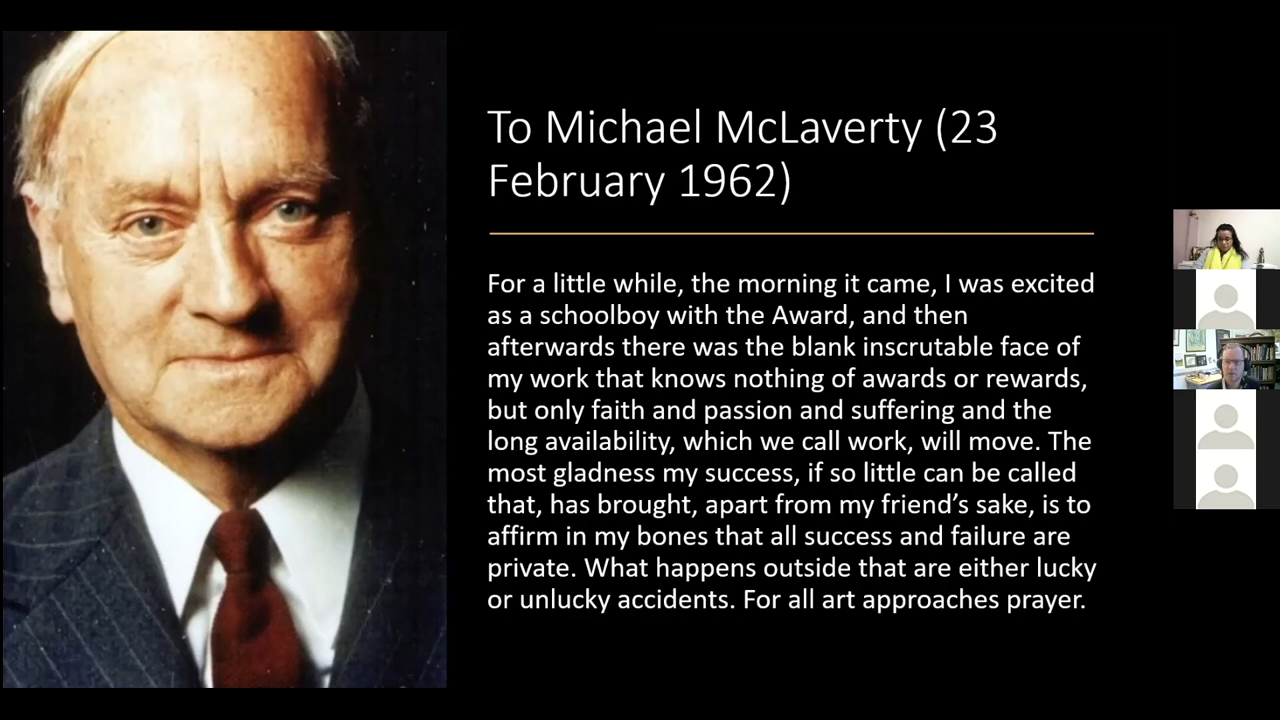 To Michael McLaverty (23
February 1962)
For a little while, the morning it came, I was excited
as a schoolboy with the Award, and then
afterwards there was the blank inscrutable face of
my work that knows nothing of awards or rewards,
but only faith and passion and suffering and the
long availability, which we call work, will move. The
most gladness my success, if so little can be called
that, has brought, apart from my friend’s sake, is to
affirm in my bones that all success and failure are
private. What happens outside that are either lucky
or unlucky accidents. For all art approaches prayer.